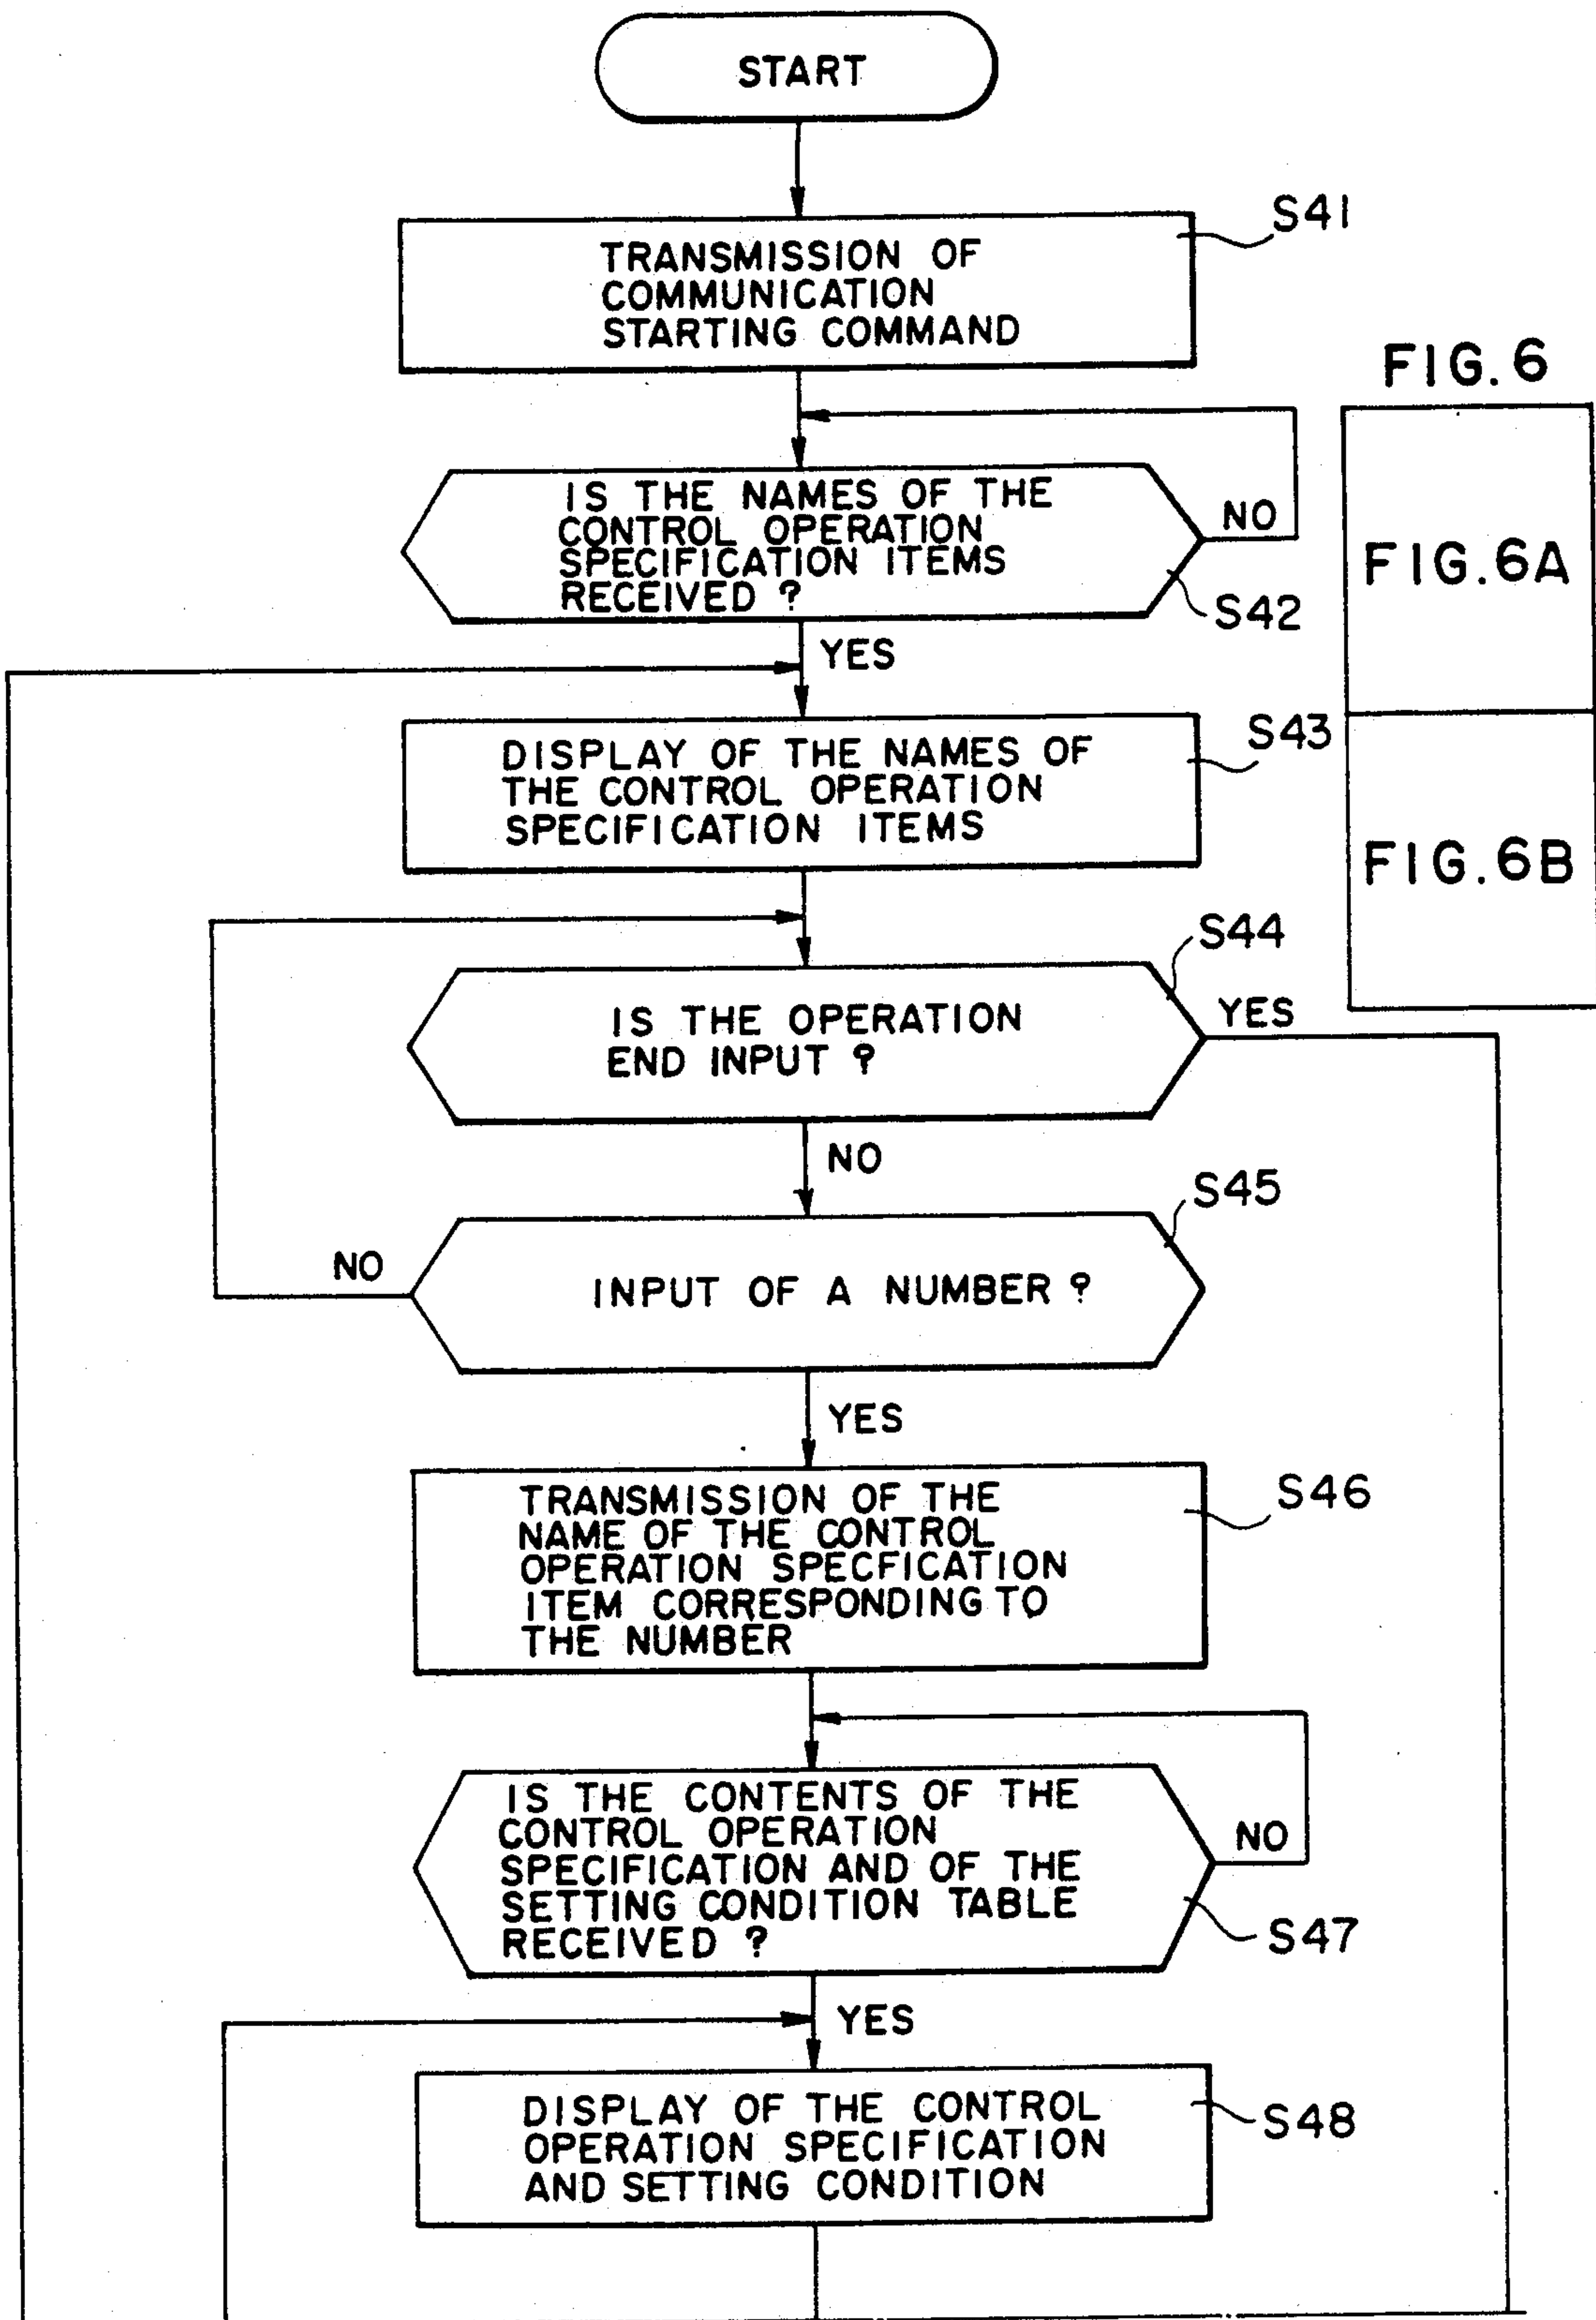 START
S41
TRANSMISSION OF
COMMUNICATION
STARTING COMMAND
FIG. 6
FIG. 6A
FIG. 6B
IS THE NAMES OF THE
CONTROL OPERATION
SPECIFICATION ITEMS
RECEIVED ?
NO
S42
YES
S43
DISPLAY OF THE NAMES OF
THE CONTROL OPERATION
SPECIFICATION ITEMS
S44
IS THE OPERATION
END INPUT ?
YES
NO
S45
INPUT OF A NUMBER ?
NO
YES
S46
TRANSMISSION OF THE
NAME OF THE CONTROL
OPERATION SPECFICATION
ITEM CORRESPONDING TO
THE NUMBER
IS THE CONTENTS OF THE
CONTROL OPERATION
SPECIFICATION AND OF THE
SETTING CONDITION TABLE
RECEIVED ?
NO
S47
YES
DISPLAY OF THE CONTROL
OPERATION SPECIFICATION
AND SETTING CONDITION
S48